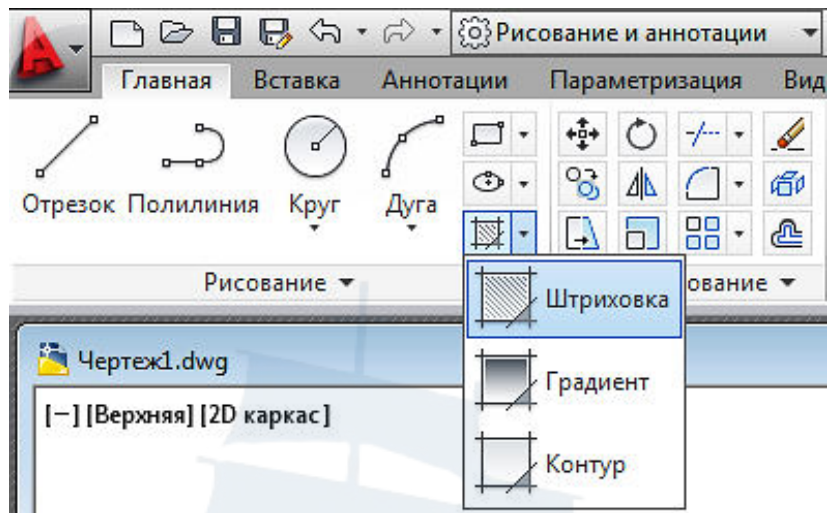 Рисование и аннотации
Главная Вставка Аннотации Параметризация Вид
Отрезок Полилиния Круг Дуга
Рисование ование
Штриховка
Градиент
Контур
Чертеж1.dwg
[−] [Верхняя] [2D каркас]